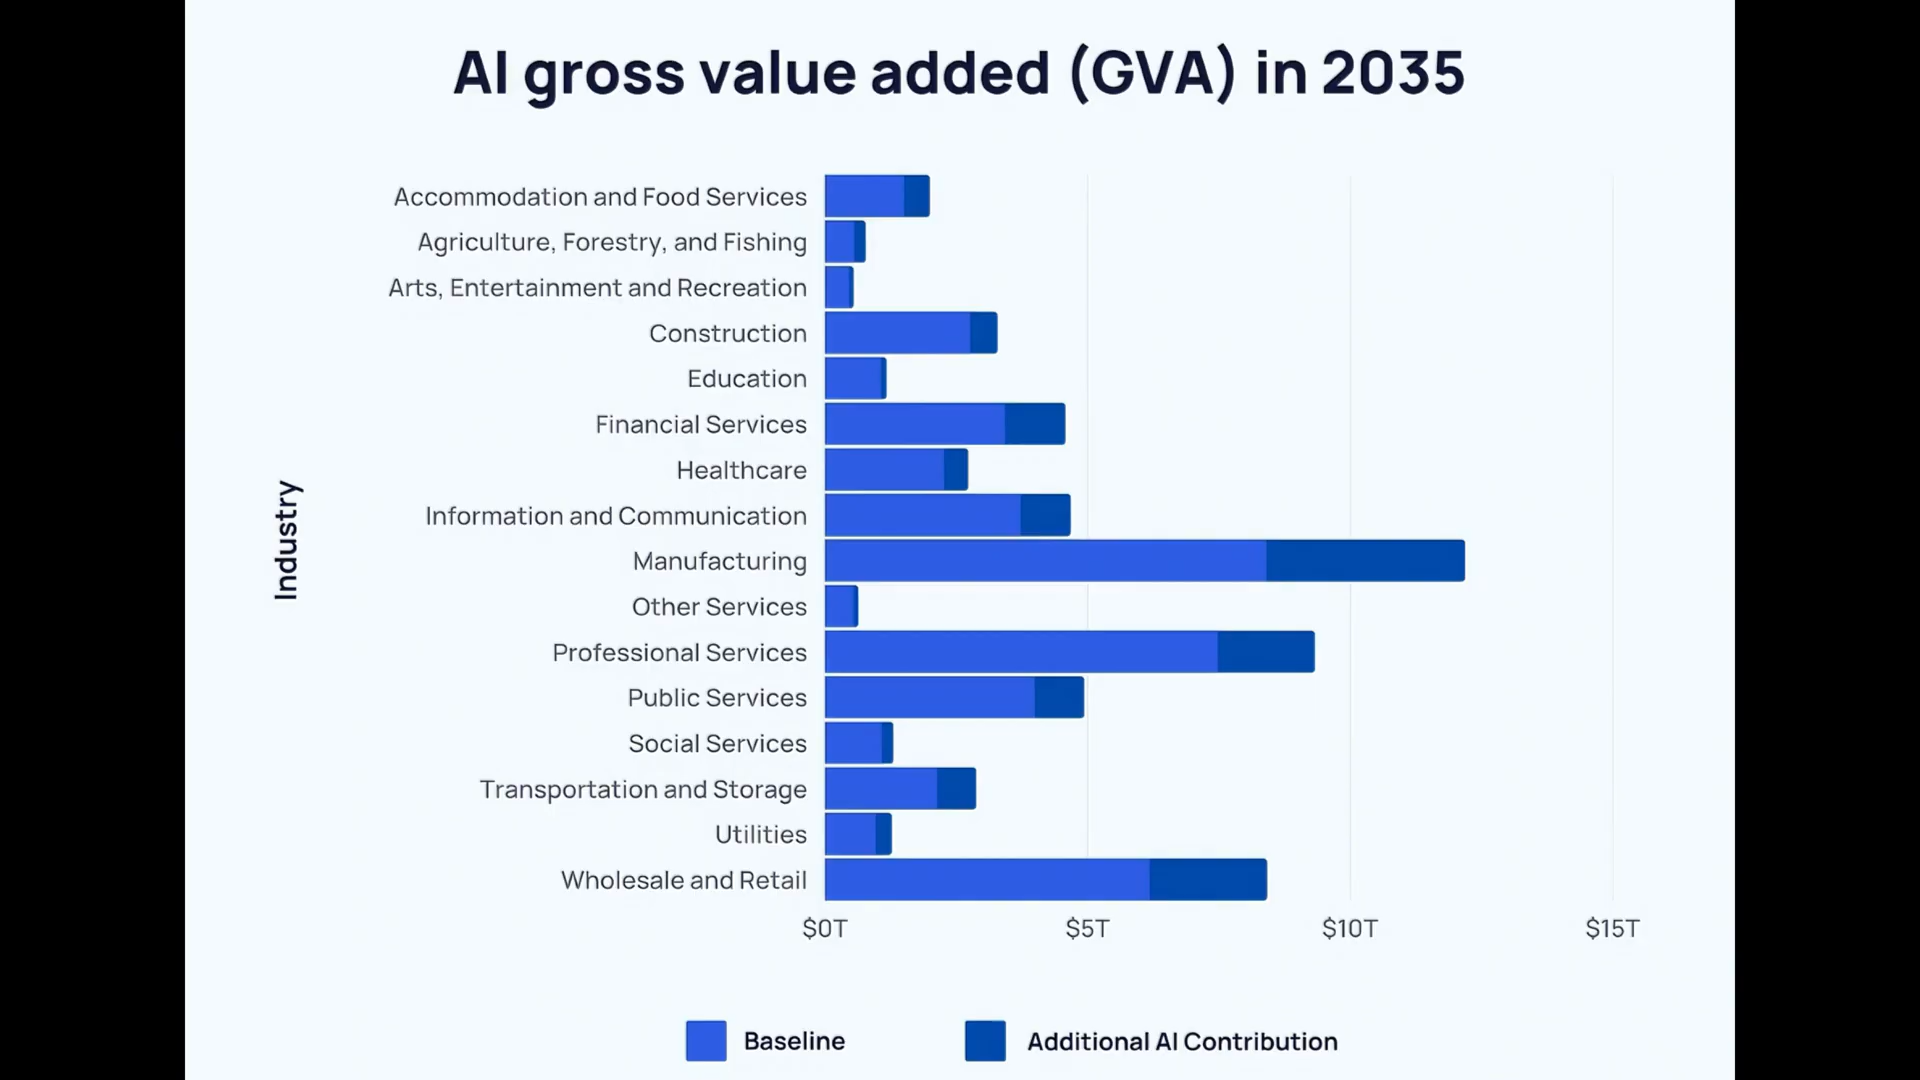 AI gross value added (GVA) in 2035
Industry
Accommodation and Food Services
Agriculture, Forestry, and Fishing
Arts, Entertainment and Recreation
Construction
Education
Financial Services
Healthcare
Information and Communication
Manufacturing
Other Services
Professional Services
Public Services
Social Services
Transportation and Storage
Utilities
Wholesale and Retail
$0T $5T $10T $15T
Baseline Additional AI Contribution